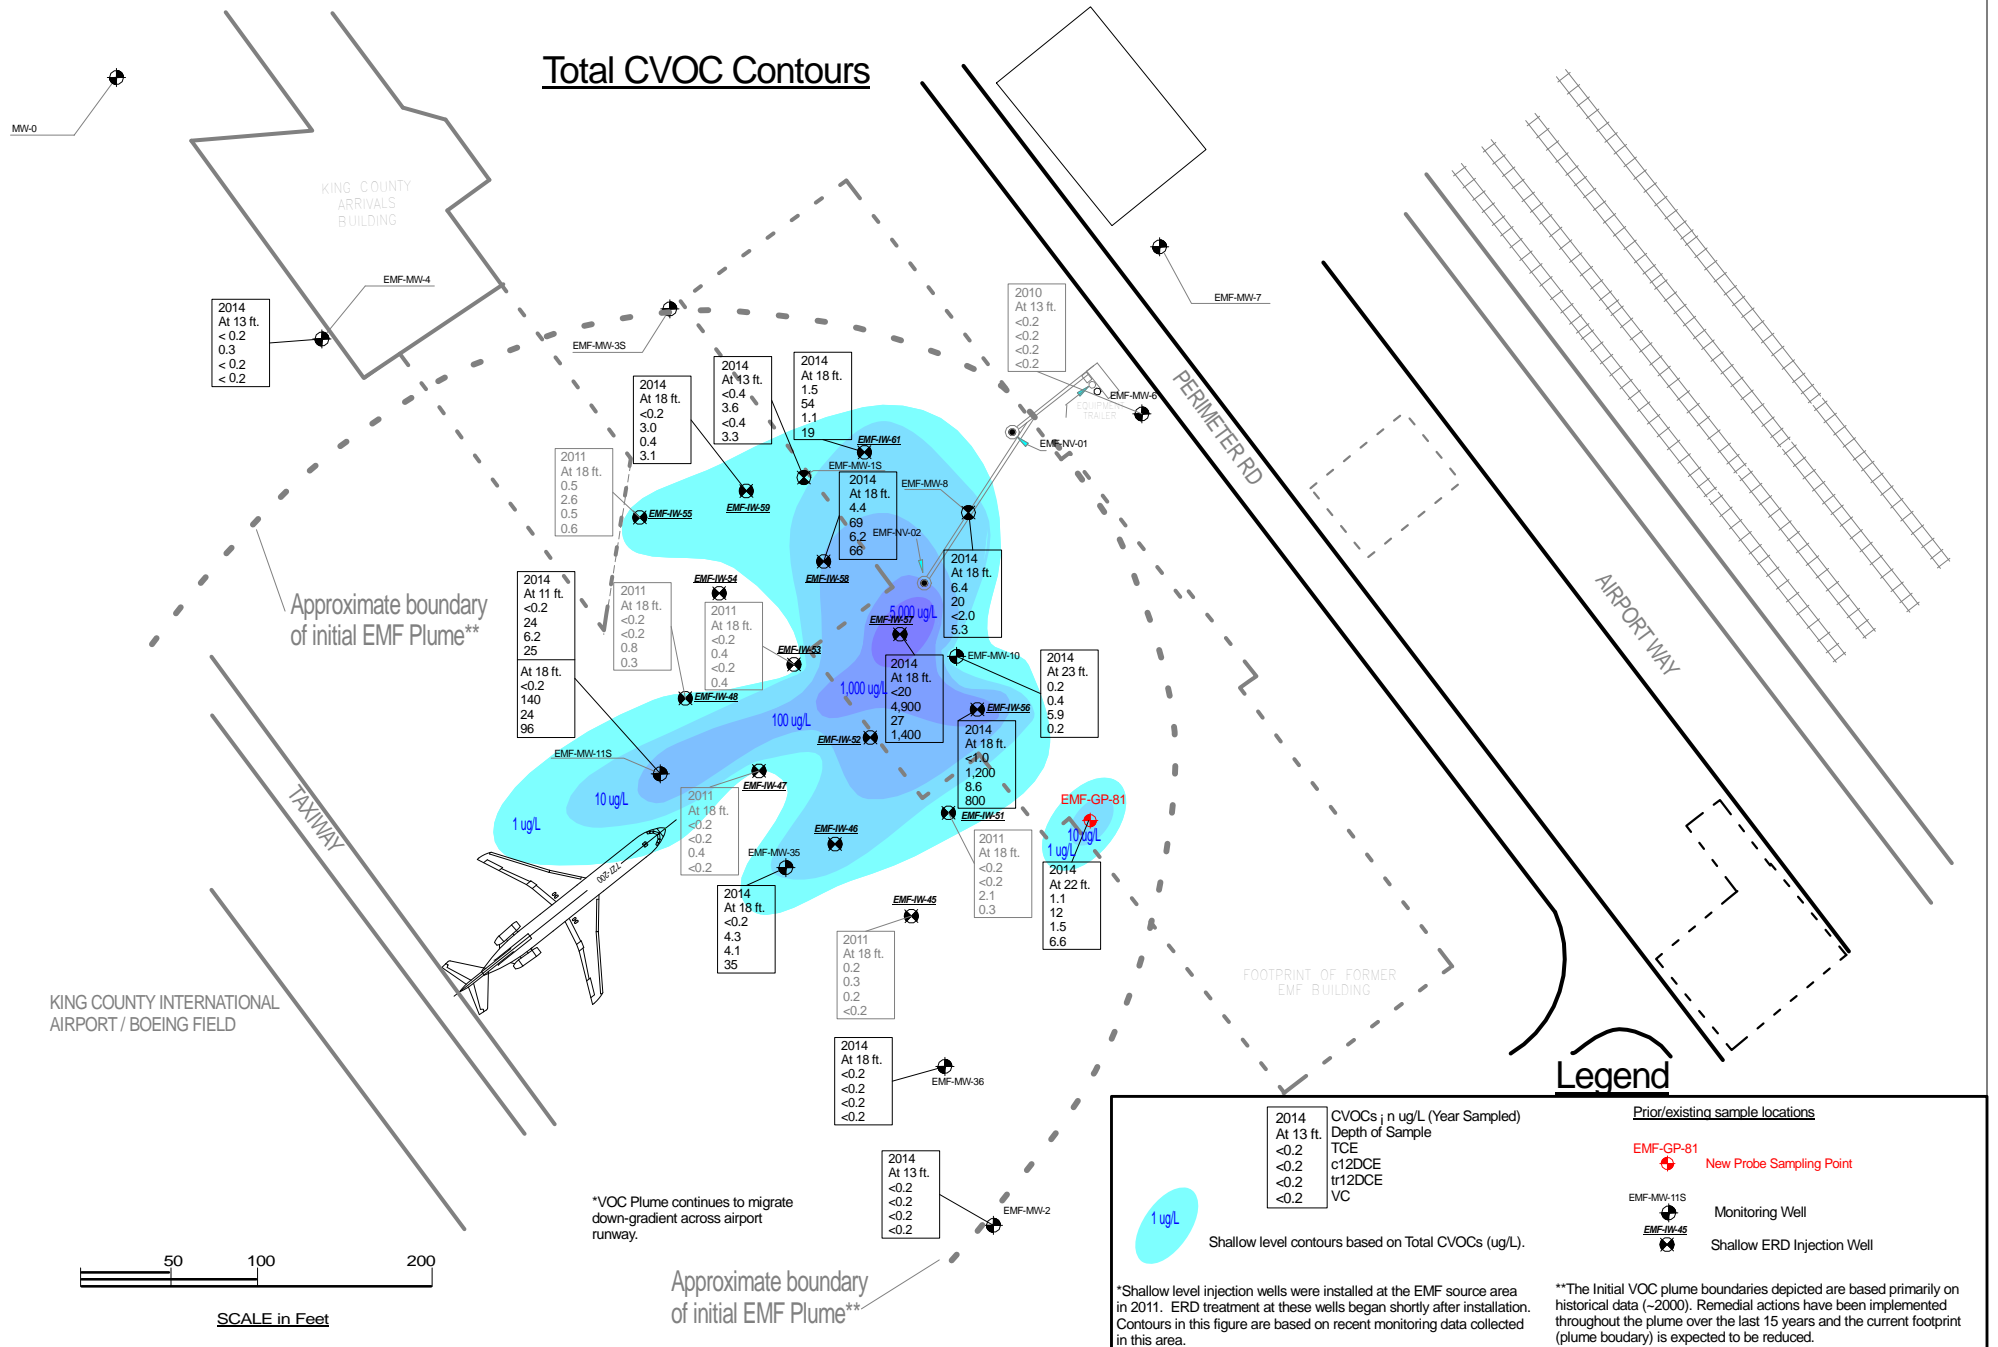 Total CVOC Contours
MW-0
KING COUNTY
ARRIVALS
BUILDING
EMF-MW-4
2014
At 13 ft.
< 0.2
0.3
< 0.2
< 0.2
EMF-MW-3S
2010
At 13 ft.
<0.2
<0.2
<0.2
<0.2
EMF-MW-7
EMF-MW-6
EQUIPMENT
TRAILER
EMF-NV-01
PERIMETER RD
AIRPORT WAY
2014
At 18 ft.
<0.2
3.0
0.4
3.1
2014
At 13 ft.
<0.4
3.6
<0.4
3.3
2014
At 18 ft.
1.5
54
1.1
19
EMF-IW-61
EMF-MW-1S
2011
At 18 ft.
0.5
2.6
0.5
0.6
EMF-IW-55
EMF-IW-59
2014
At 18 ft.
4.4
69
6.2
66
EMF-MW-8
EMF-NV-02
EMF-IW-58
2014
At 18 ft.
6.4
20
<2.0
5.3
Approximate boundary
of initial EMF Plume**
2014
At 11 ft.
<0.2
24
6.2
25
At 18 ft.
<0.2
140
24
96
2011
At 18 ft.
<0.2
<0.2
0.8
0.3
EMF-IW-54
2011
At 18 ft.
<0.2
0.4
<0.2
0.4
EMF-IW-53
5,000 ug/L
EMF-IW-57
EMF-MW-10
2014
At 23 ft.
0.2
0.4
5.9
0.2
EMF-IW-48
1,000 ug/L
2014
At 18 ft.
<20
4,900
27
1,400
EMF-IW-56
100 ug/L
EMF-IW-52
2014
At 18 ft.
<1.0
1,200
8.6
800
EMF-MW-11S
10 ug/L
1 ug/L
EMF-IW-47
2011
At 18 ft.
<0.2
<0.2
0.4
<0.2
EMF-IW-46
EMF-MW-35
EMF-IW-51
EMF-GP-81
10 ug/L
1 ug/L
2011
At 18 ft.
<0.2
<0.2
2.1
0.3
2014
At 22 ft.
1.1
12
1.5
6.6
TAXIWAY
727-200
2014
At 18 ft.
<0.2
4.3
4.1
35
EMF-IW-45
2011
At 18 ft.
0.2
0.3
0.2
<0.2
FOOTPRINT OF FORMER
EMF BUILDING
KING COUNTY INTERNATIONAL
AIRPORT / BOEING FIELD
2014
At 18 ft.
<0.2
<0.2
<0.2
<0.2
EMF-MW-36
2014
At 13 ft.
<0.2
<0.2
<0.2
<0.2
EMF-MW-2
*VOC Plume continues to migrate
down-gradient across airport
runway.
Approximate boundary
of initial EMF Plume**
50 100 200
SCALE in Feet
Legend
2014 CVOCs ¡ n ug/L (Year Sampled)
At 13 ft. Depth of Sample
<0.2 TCE
<0.2 c12DCE
<0.2 tr12DCE
<0.2 VC
1 ug/L
Shallow level contours based on Total CVOCs (ug/L).
Prior/existing sample locations
EMF-GP-81
New Probe Sampling Point
EMF-MW-11S
Monitoring Well
EMF-IW-45
Shallow ERD Injection Well
*Shallow level injection wells were installed at the EMF source area
in 2011. ERD treatment at these wells began shortly after installation.
Contours in this figure are based on recent monitoring data collected
in this area.
**The Initial VOC plume boundaries depicted are based primarily on
historical data (~2000). Remedial actions have been implemented
throughout the plume over the last 15 years and the current footprint
(plume boudary) is expected to be reduced.